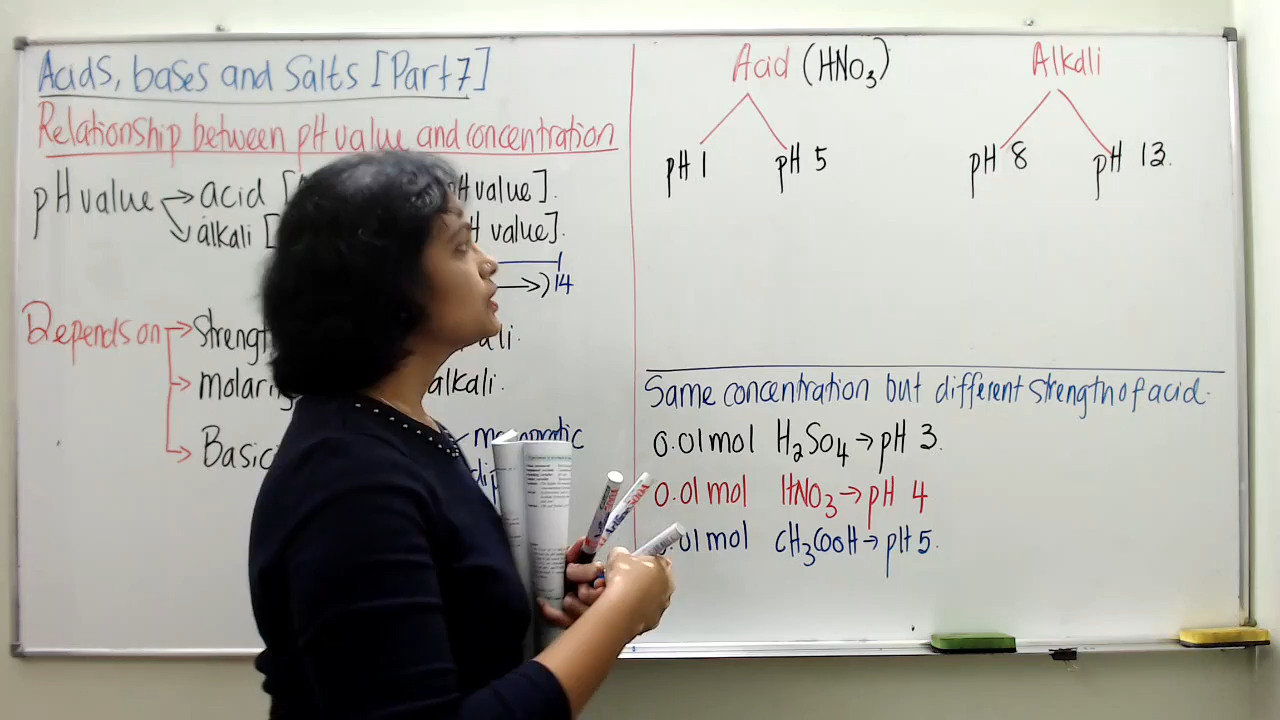 Acids, bases and Salts [Part 7]
Relationship between pH value and concentration
pH value → acid [ pH value].
alkali [ H value].
14
Depends on → Streng ali.
→ molari alkali.
→ Basic
Acid (HNO3)
pH 1 pH 5
Alkali
pH 8 pH 13.
Same concentration but different strength of acid.
0.01 mol H2So4 → pH 3.
0.01 mol HNO3 → pH 4
.01 mol CH3COOH → pH 5.